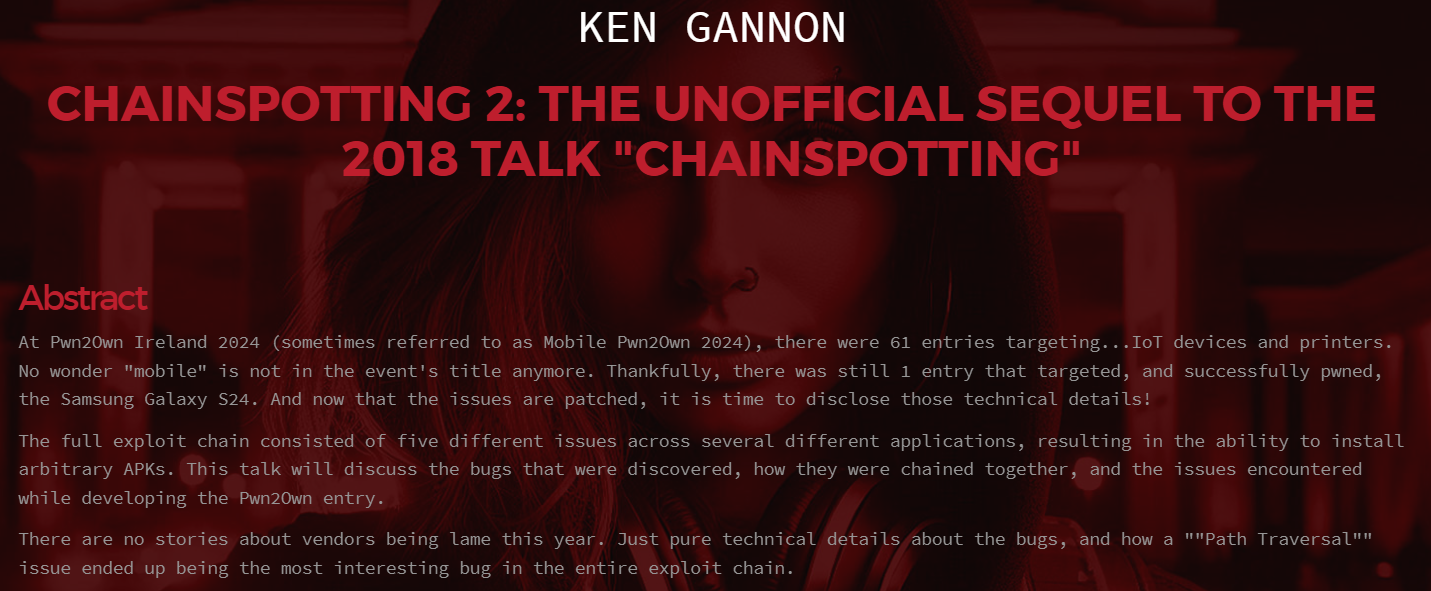 KEN GANNON
CHAINSPOTTING 2: THE UNOFFICIAL SEQUEL TO THE
2018 TALK "CHAINSPOTTING"
Abstract
At Pwn2Own Ireland 2024 (sometimes referred to as Mobile Pwn2Own 2024), there were 61 entries targeting...IoT devices and printers.
No wonder "mobile" is not in the event's title anymore. Thankfully, there was still 1 entry that targeted, and successfully pwned,
the Samsung Galaxy S24. And now that the issues are patched, it is time to disclose those technical details!
The full exploit chain consisted of five different issues across several different applications, resulting in the ability to install
arbitrary APKs. This talk will discuss the bugs that were discovered, how they were chained together, and the issues encountered
while developing the Pwn2Own entry.
There are no stories about vendors being lame this year. Just pure technical details about the bugs, and how a ""Path Traversal""
issue ended up being the most interesting bug in the entire exploit chain.